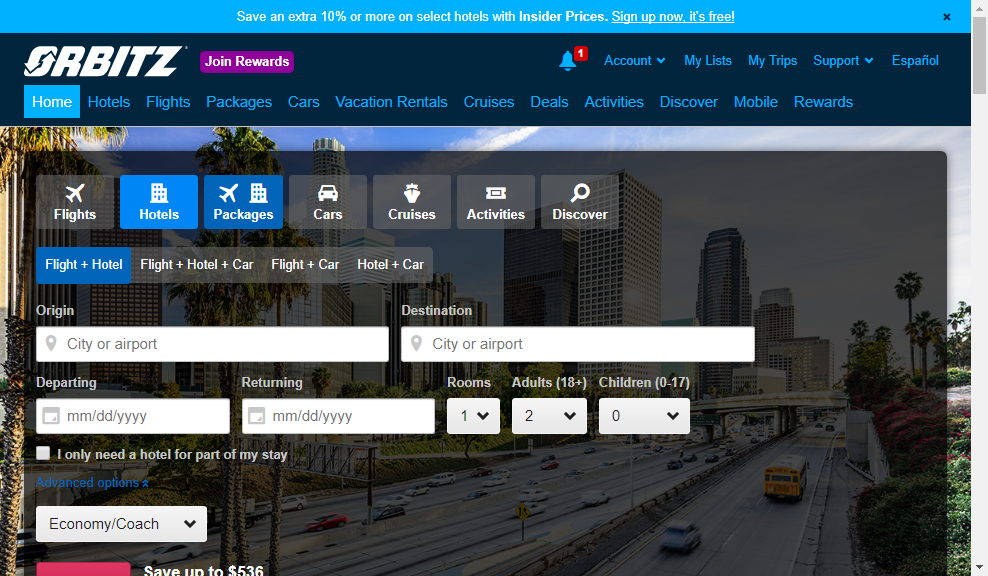 Save an extra 10% or more on select hotels with Insider Prices. Sign up now, it's free! ×
ORBITZ Join Rewards 1 Account My Lists My Trips Support Español
Home Hotels Flights Packages Cars Vacation Rentals Cruises Deals Activities Discover Mobile Rewards
Flights Hotels Packages Cars Cruises Activities Discover
Flight + Hotel Flight + Hotel + Car Flight + Car Hotel + Car
Origin Destination
City or airport City or airport
Departing Returning Rooms Adults (18+) Children (0-17)
mm/dd/yyyy mm/dd/yyyy 1 2 0
I only need a hotel for part of my stay
Advanced options
Economy/Coach
Save up to $536